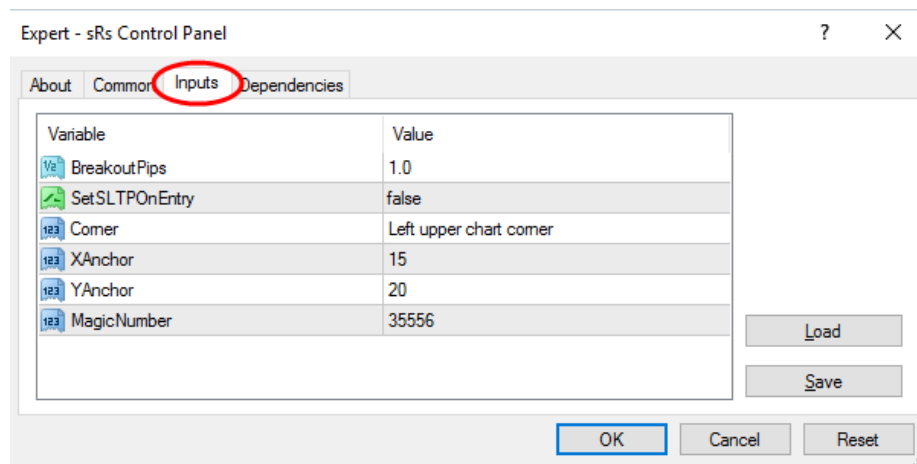 Expert - sRs Control Panel ? X
About Common Inputs Dependencies
Variable Value
BreakoutPips 1.0
SetSLTPOnEntry false
Corner Left upper chart corner
XAnchor 15
YAnchor 20
MagicNumber 35556
Load
Save
OK Cancel Reset